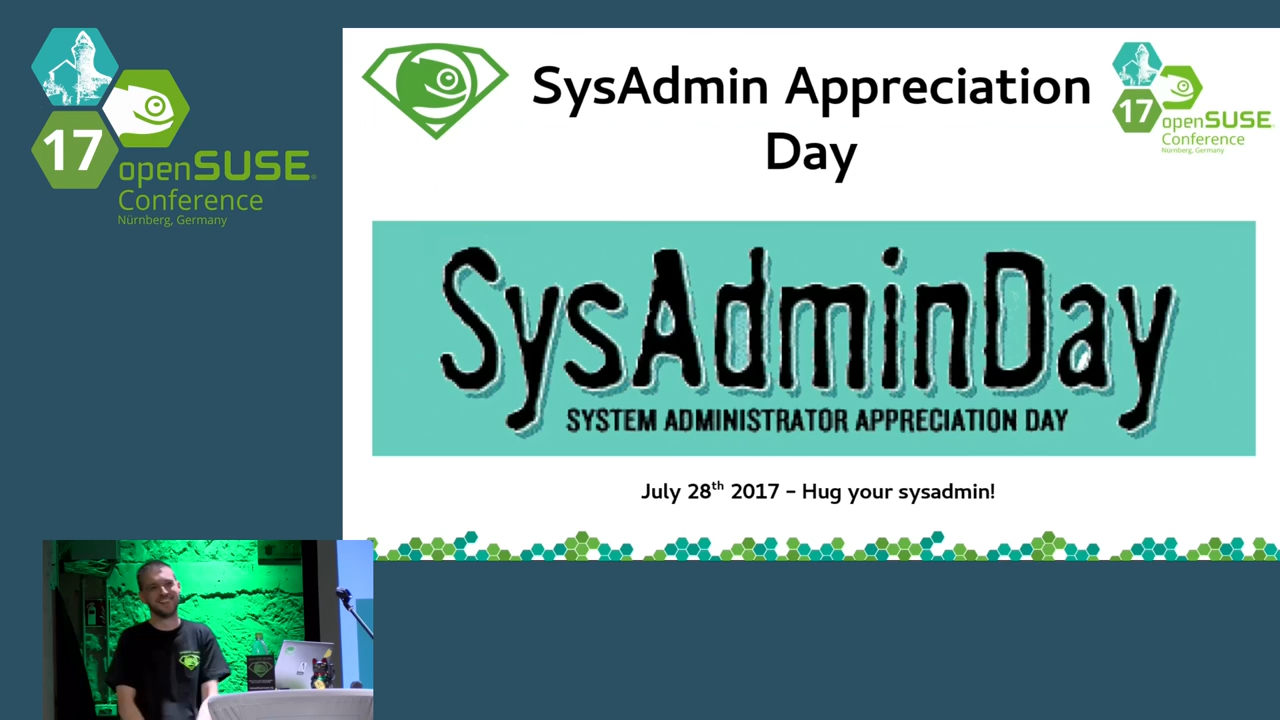 17
openSUSE
Conference
Nürnberg, Germany
SysAdmin Appreciation
Day
17
openSUSE
Conference
Nürnberg, Germany
SysAdminDay
SYSTEM ADMINISTRATOR APPRECIATION DAY
July 28th 2017 – Hug your sysadmin!